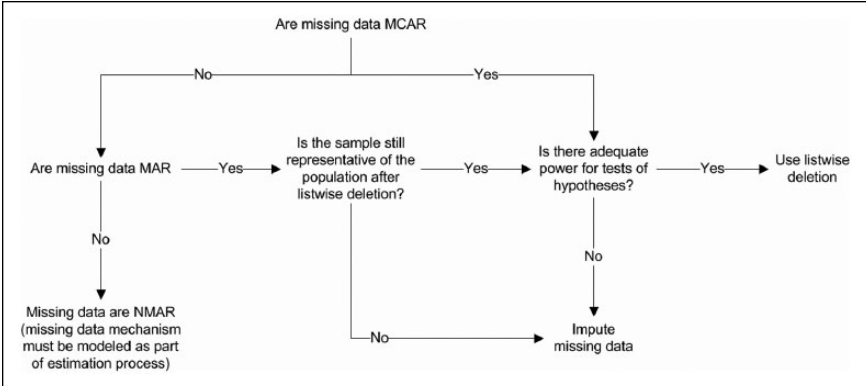 Are missing data MCAR
No
Yes
Are missing data MAR
Yes
Is the sample still
representative of the
population after
listwise deletion?
Yes
Is there adequate
power for tests of
hypotheses?
Yes
Use listwise
deletion
No
No
Missing data are NMAR
(missing data mechanism
must be modeled as part
of estimation process)
No
Impute
missing data